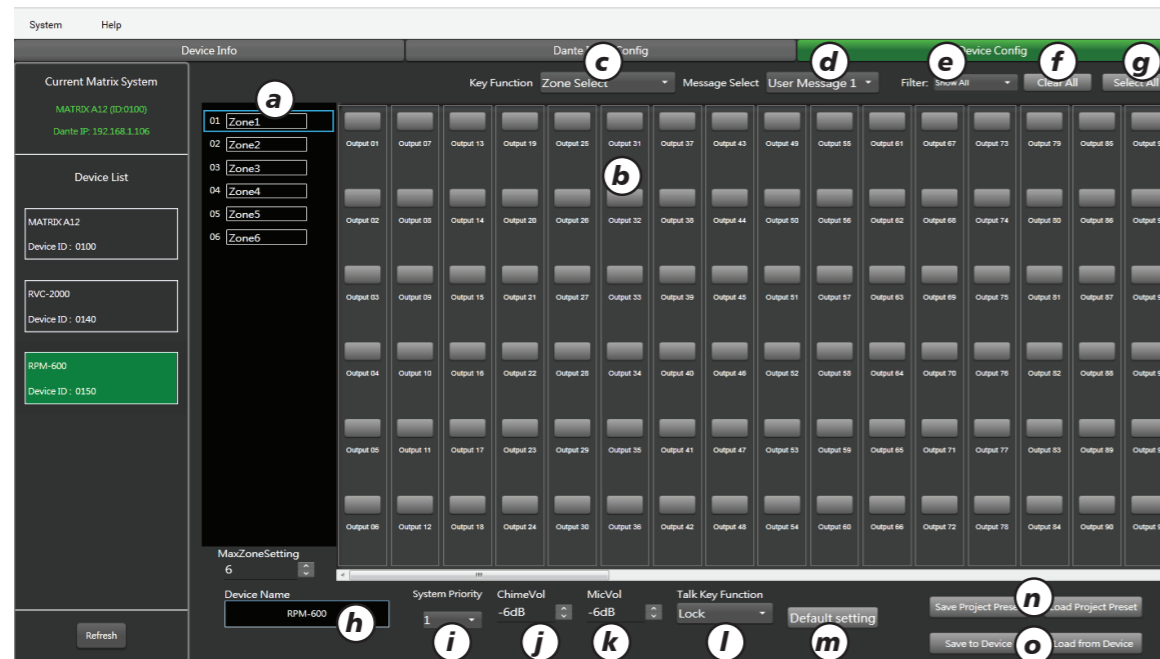 System Help
Device Info Dante Config Device Config
Current Matrix System
MATRIX A12 (ID:0100)
Dante IP: 192.168.1.106
Device List
MATRIX A12
Device ID : 0100
RVC-2000
Device ID : 0140
RPM-600
Device ID : 0150
Refresh
Key Function Zone Select Message Select User Message 1 Filter: Show All Clear All Select All
a c d e f g
01 Zone1
02 Zone2
03 Zone3
04 Zone4
05 Zone5
06 Zone6
b
Output 01 Output 07 Output 13 Output 19 Output 25 Output 31 Output 37 Output 43 Output 49 Output 55 Output 61 Output 67 Output 73 Output 79 Output 85 Output
Output 02 Output 08 Output 14 Output 20 Output 26 Output 32 Output 38 Output 44 Output 50 Output 56 Output 62 Output 68 Output 74 Output 80 Output 86 Output
Output 03 Output 09 Output 15 Output 21 Output 27 Output 33 Output 39 Output 45 Output 51 Output 57 Output 63 Output 69 Output 75 Output 81 Output 87 Output
Output 04 Output 10 Output 16 Output 22 Output 28 Output 34 Output 40 Output 46 Output 52 Output 58 Output 64 Output 70 Output 76 Output 82 Output 88 Output
Output 05 Output 11 Output 17 Output 23 Output 29 Output 35 Output 41 Output 47 Output 53 Output 59 Output 65 Output 71 Output 77 Output 83 Output 89 Output
Output 06 Output 12 Output 18 Output 24 Output 30 Output 36 Output 42 Output 48 Output 54 Output 60 Output 66 Output 72 Output 78 Output 84 Output 90 Output
MaxZoneSetting
6
Device Name System Priority ChimeVol MicVol Talk Key Function
RPM-600 1 -6dB -6dB Lock Default setting
h i j k l m
Save Project Preset n Load Project Preset
Save to Device o Load from Device